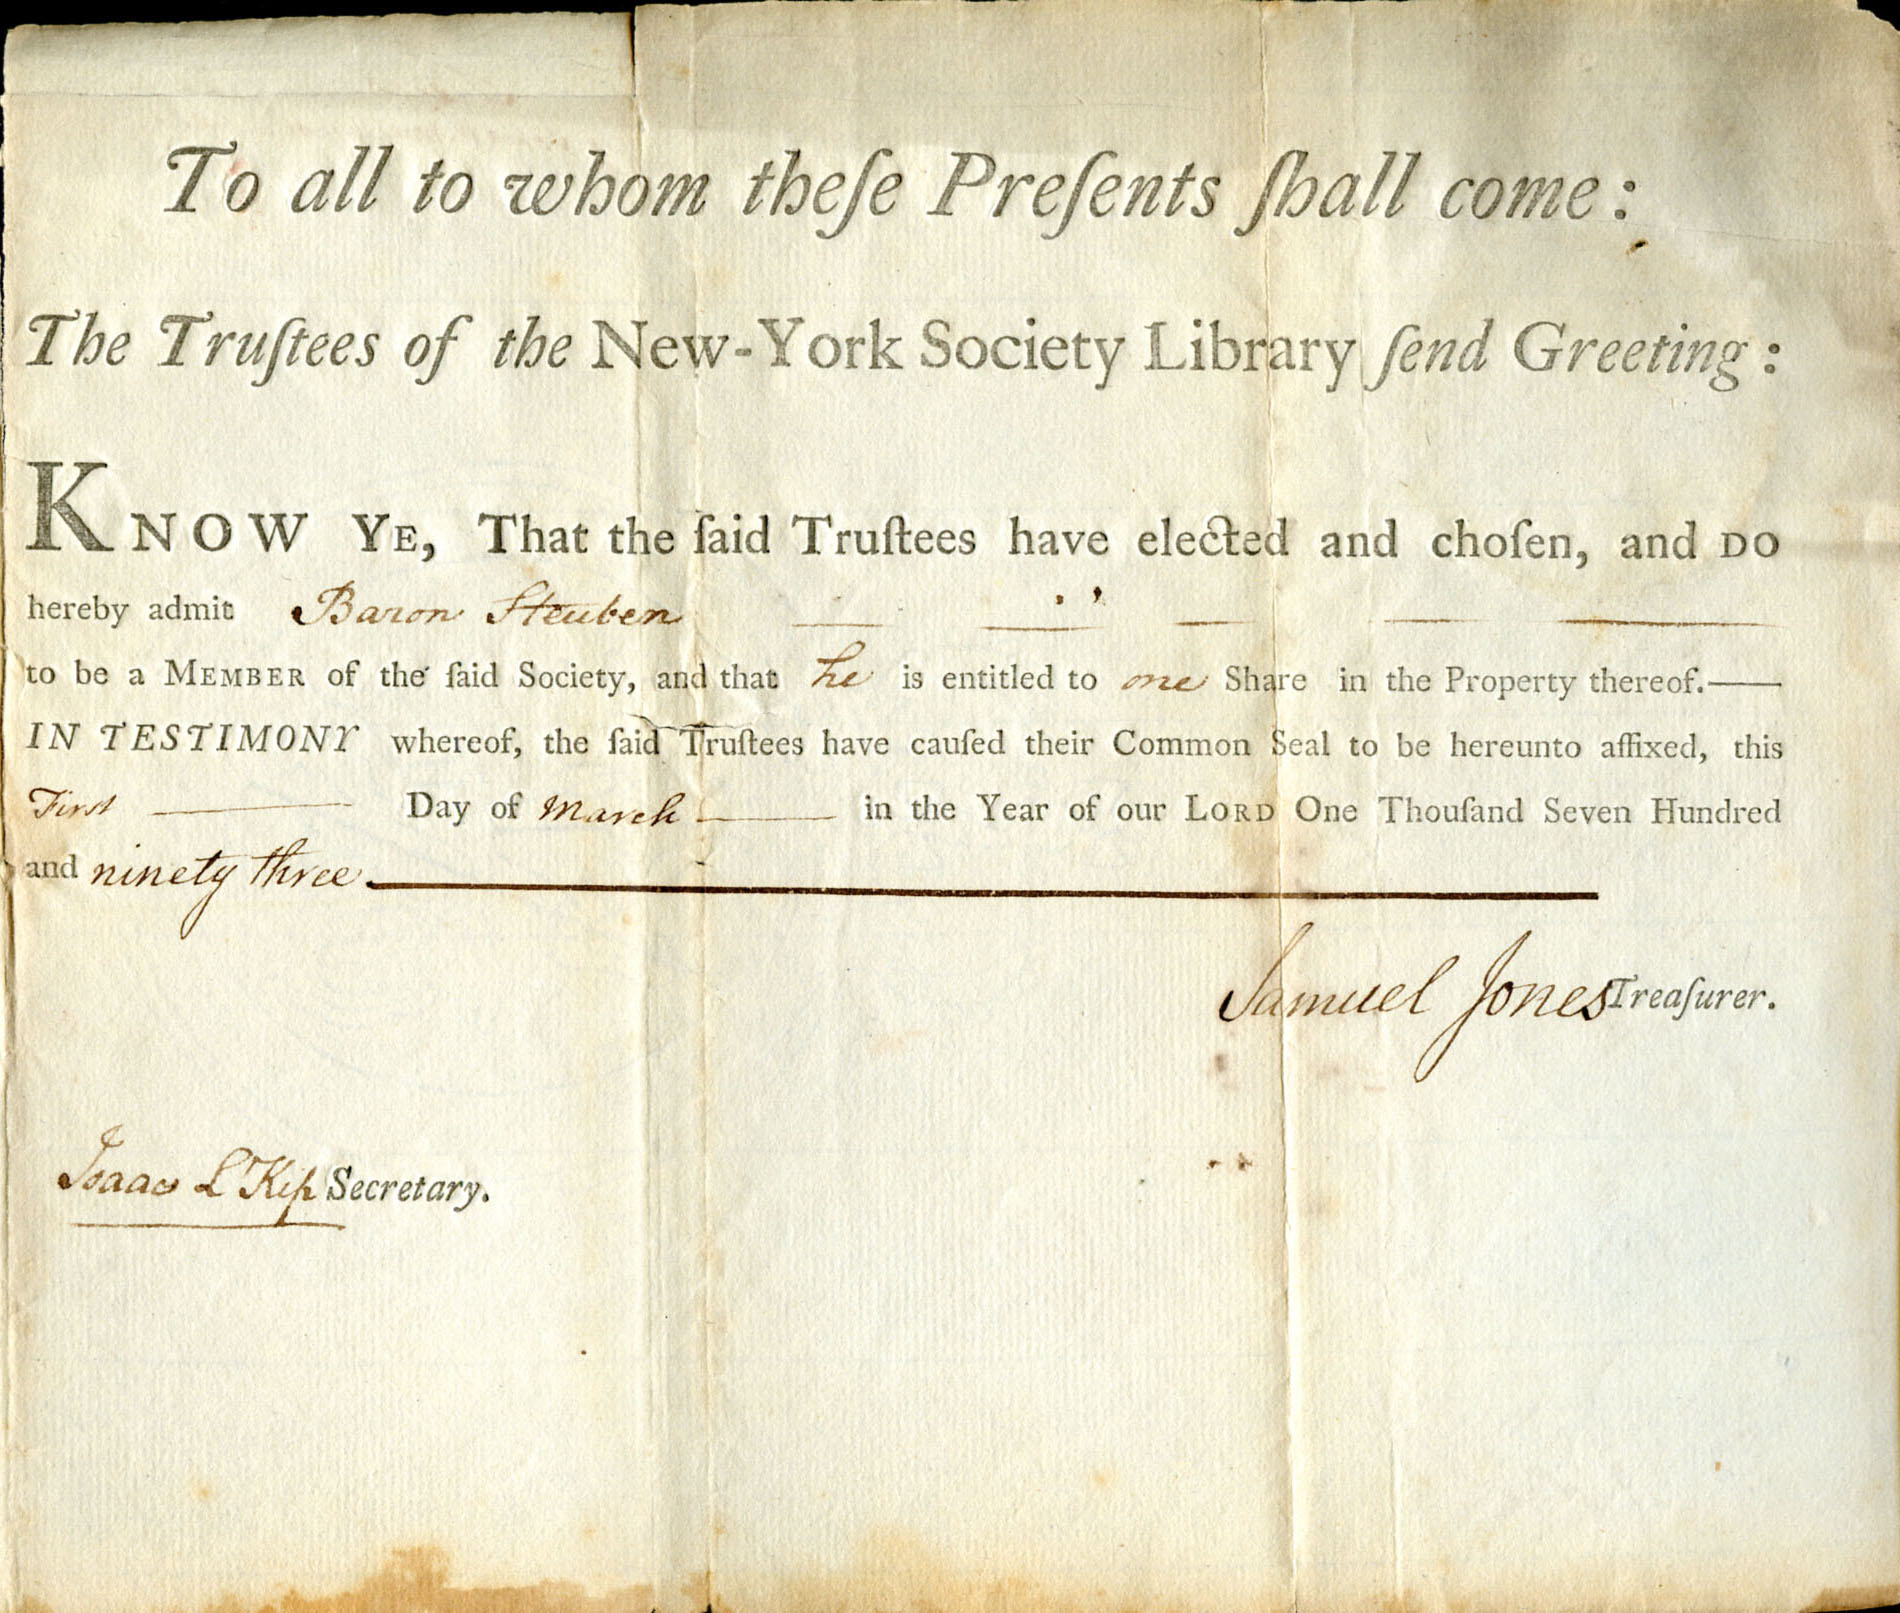 To all to whom theſe Preſents ſhall come:
The Truſtees of the New-York Society Library ſend Greeting:
KNOW YE, That the ſaid Truſtees have elected and choſen, and DO
hereby admit Baron Steuben
to be a MEMBER of the ſaid Society, and that he is entitled to one Share in the Property thereof.——
IN TESTIMONY whereof, the ſaid Truſtees have cauſed their Common Seal to be hereunto affixed, this
First —— Day of March —— in the Year of our LORD One Thouſand Seven Hundred
and ninety three.
Samuel Jones Treaſurer.
Isaac L Kip Secretary.